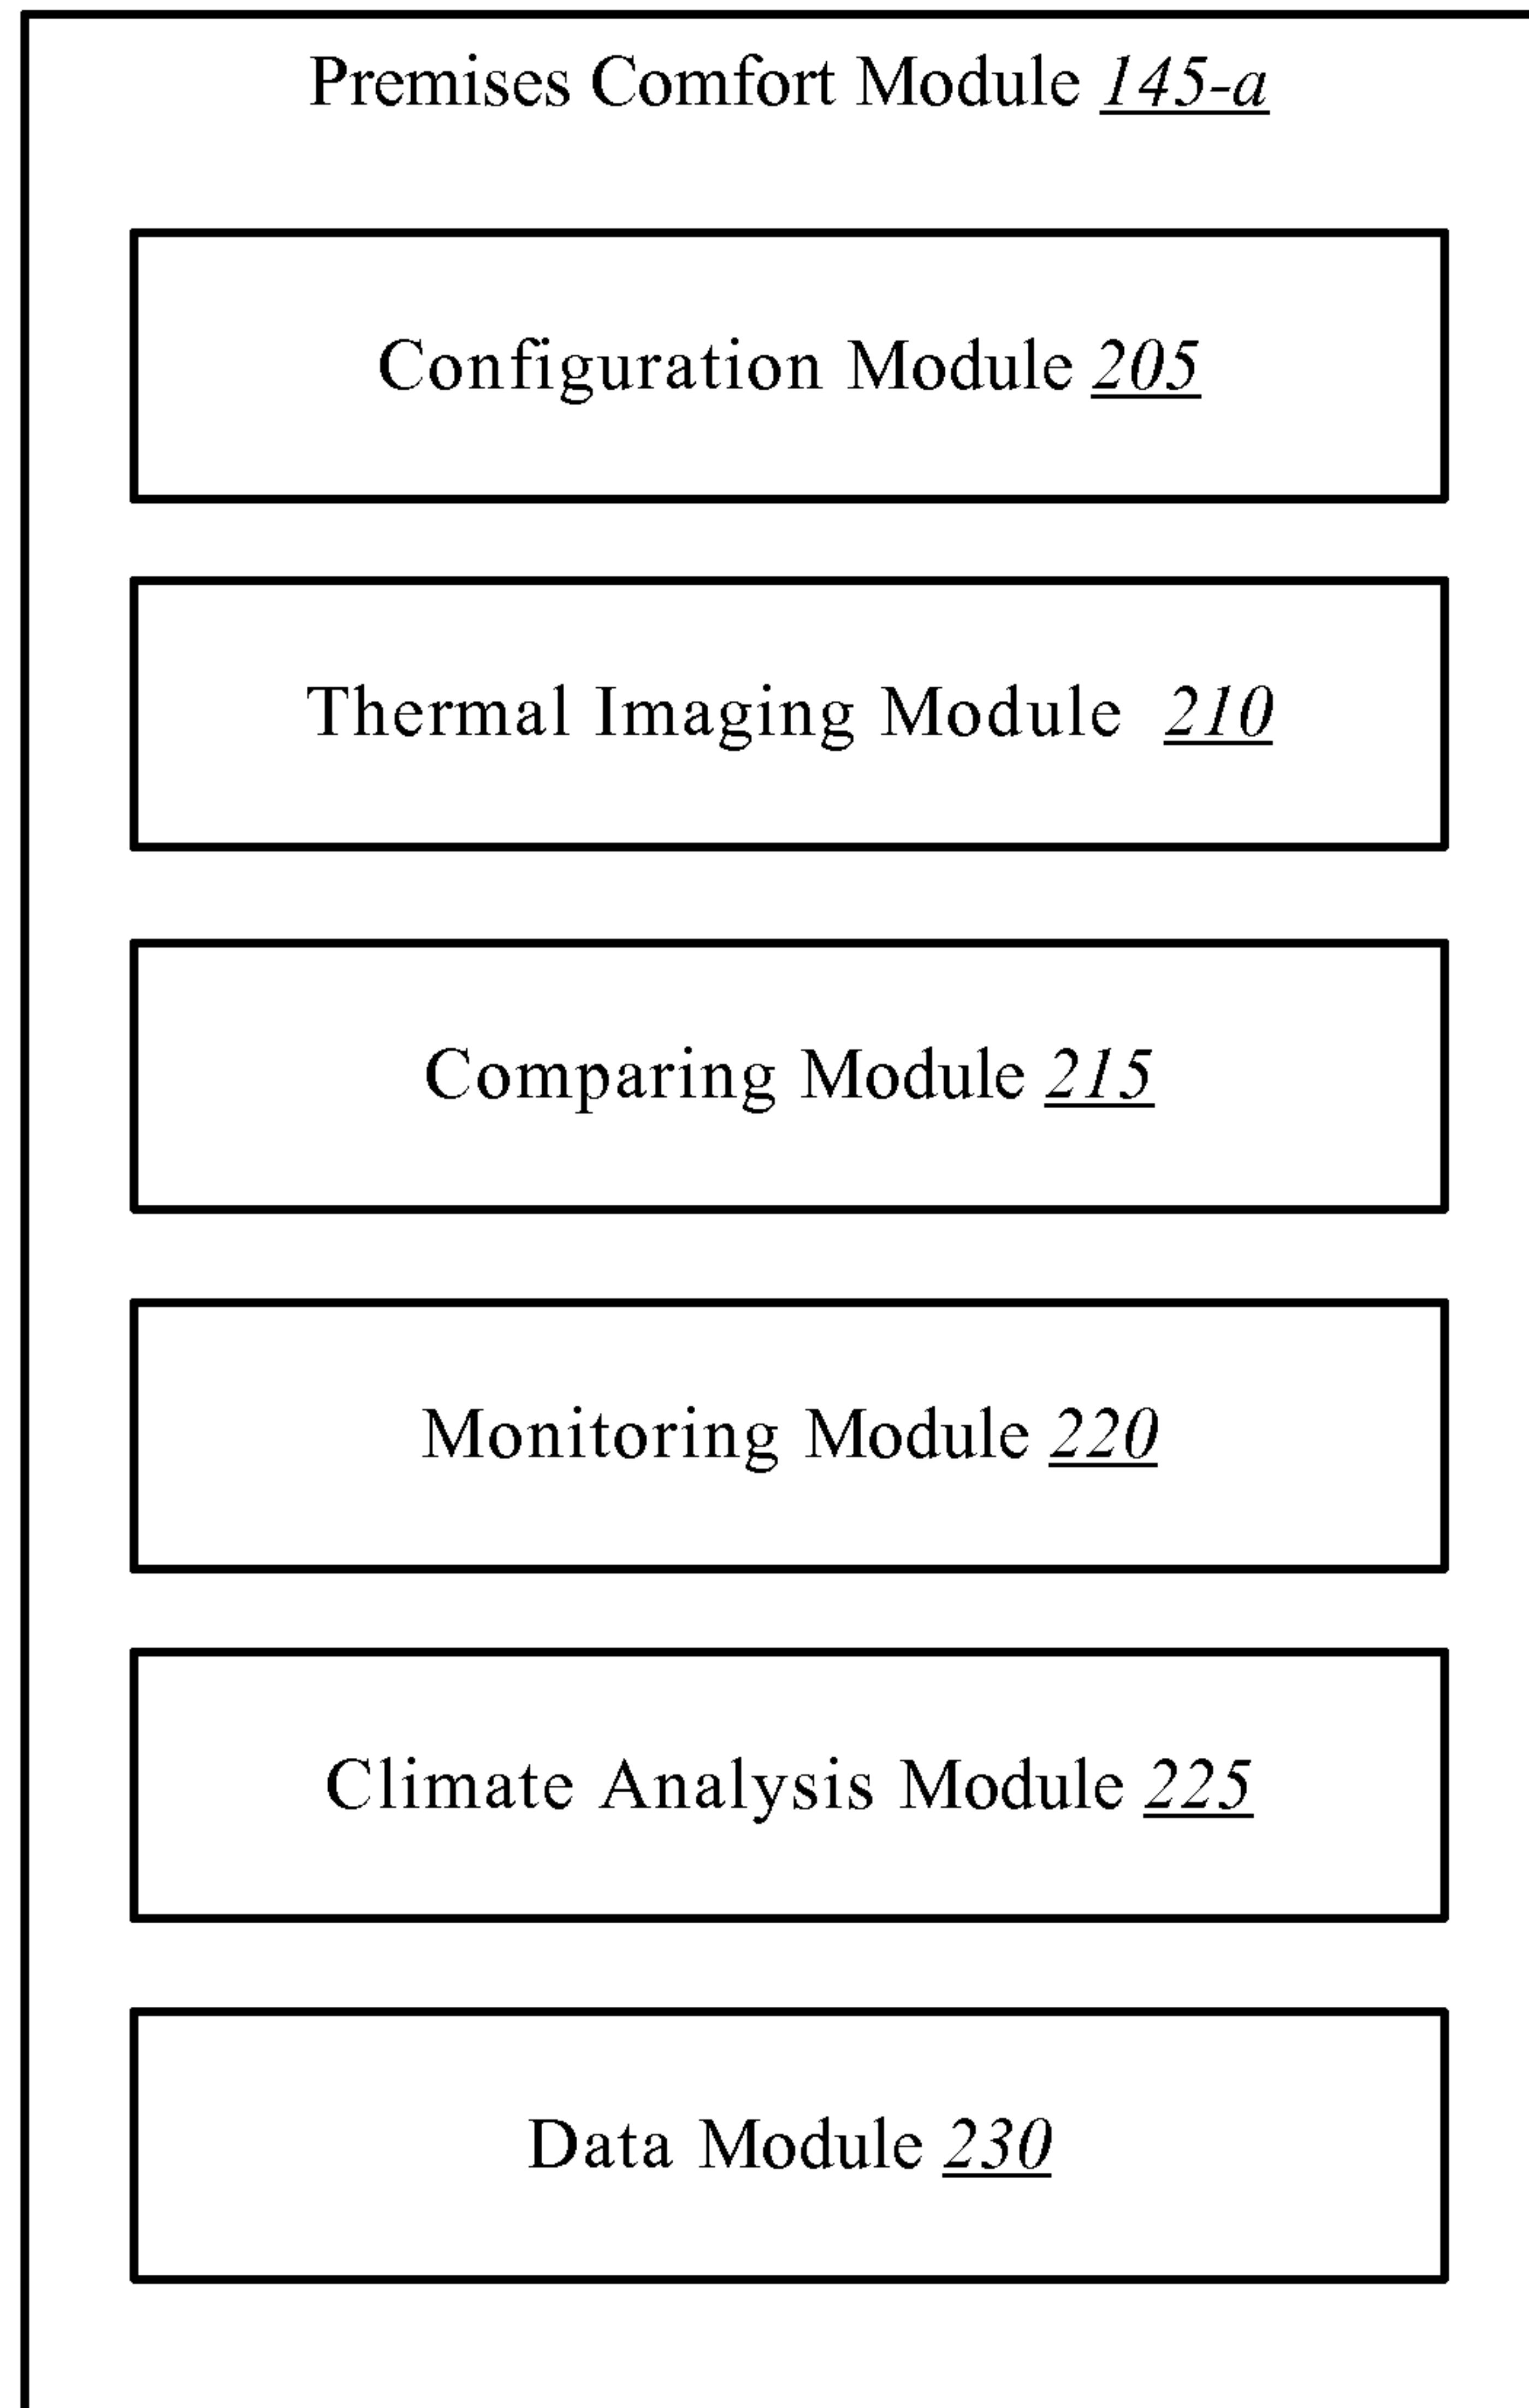 Premises Comfort Module 145-a
Configuration Module 205
Thermal Imaging Module 210
Comparing Module 215
Monitoring Module 220
Climate Analysis Module 225
Data Module 230